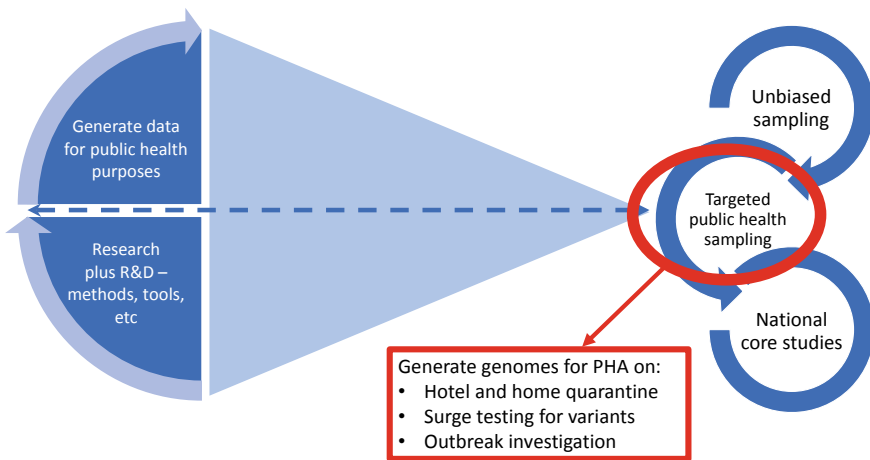 Generate data
for public health
purposes
Research
plus R&D –
methods, tools,
etc
Unbiased
sampling
Targeted
public health
sampling
National
core studies
Generate genomes for PHA on:
• Hotel and home quarantine
• Surge testing for variants
• Outbreak investigation